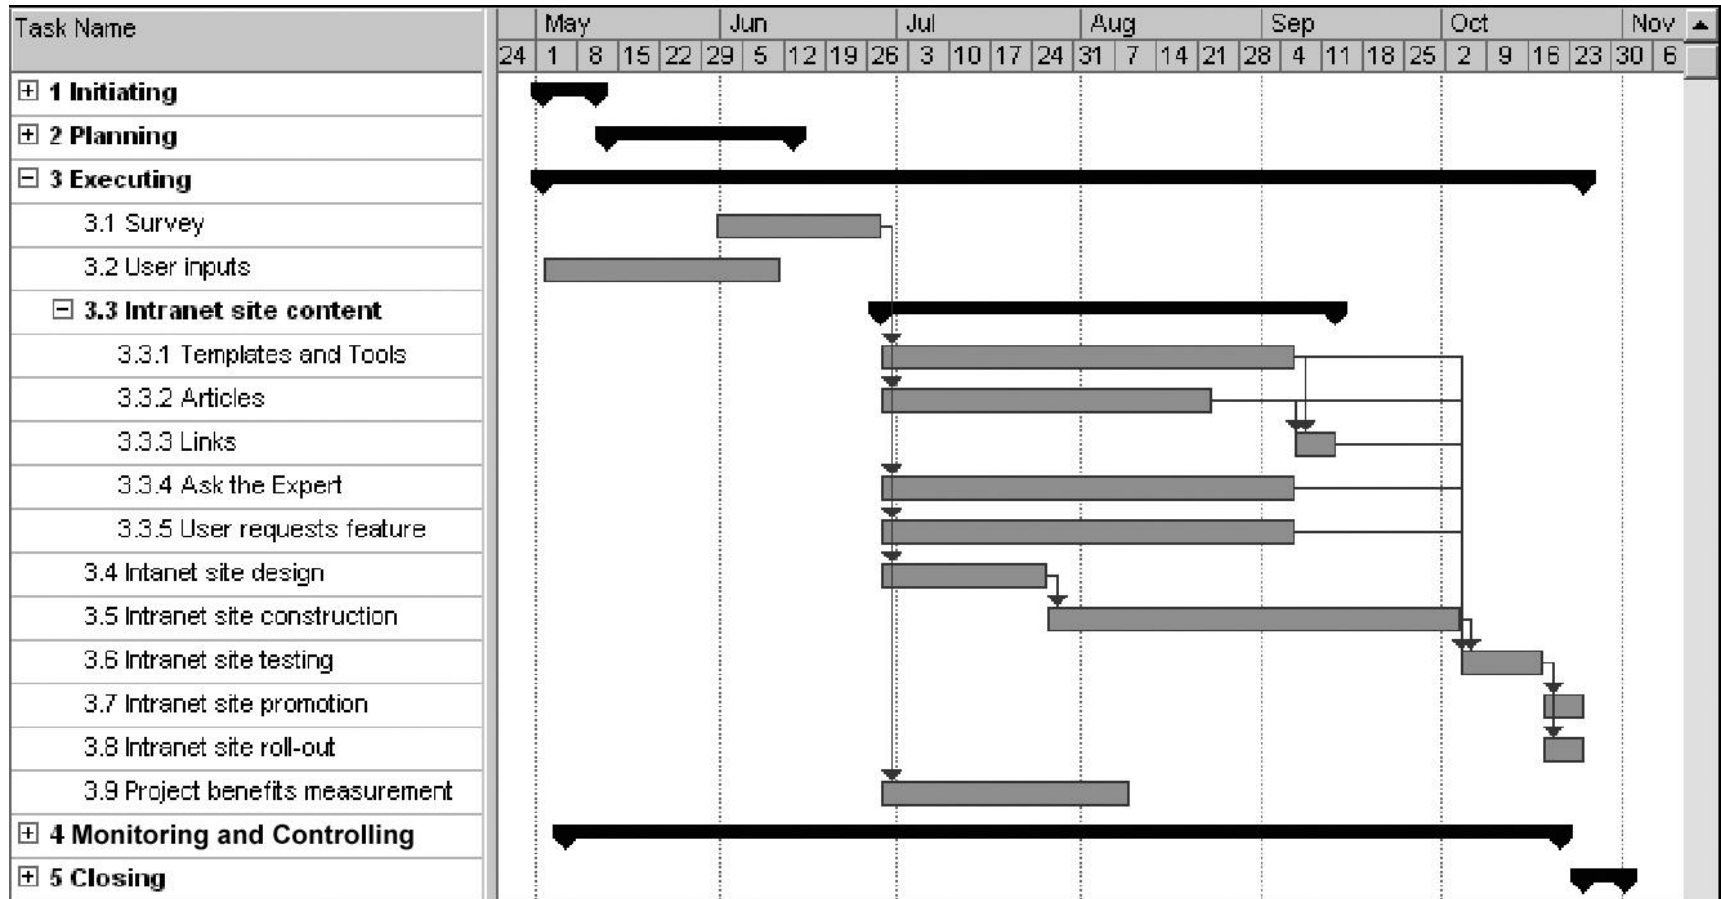 Task Name
May Jun Jul Aug Sep Oct Nov
24 1 8 15 22 29 5 12 19 26 3 10 17 24 31 7 14 21 28 4 11 18 25 2 9 16 23 30 6
1 Initiating
2 Planning
3 Executing
3.1 Survey
3.2 User inputs
3.3 Intranet site content
3.3.1 Templates and Tools
3.3.2 Articles
3.3.3 Links
3.3.4 Ask the Expert
3.3.5 User requests feature
3.4 Intanet site design
3.5 Intranet site construction
3.6 Intranet site testing
3.7 Intranet site promotion
3.8 Intranet site roll-out
3.9 Project benefits measurement
4 Monitoring and Controlling
5 Closing